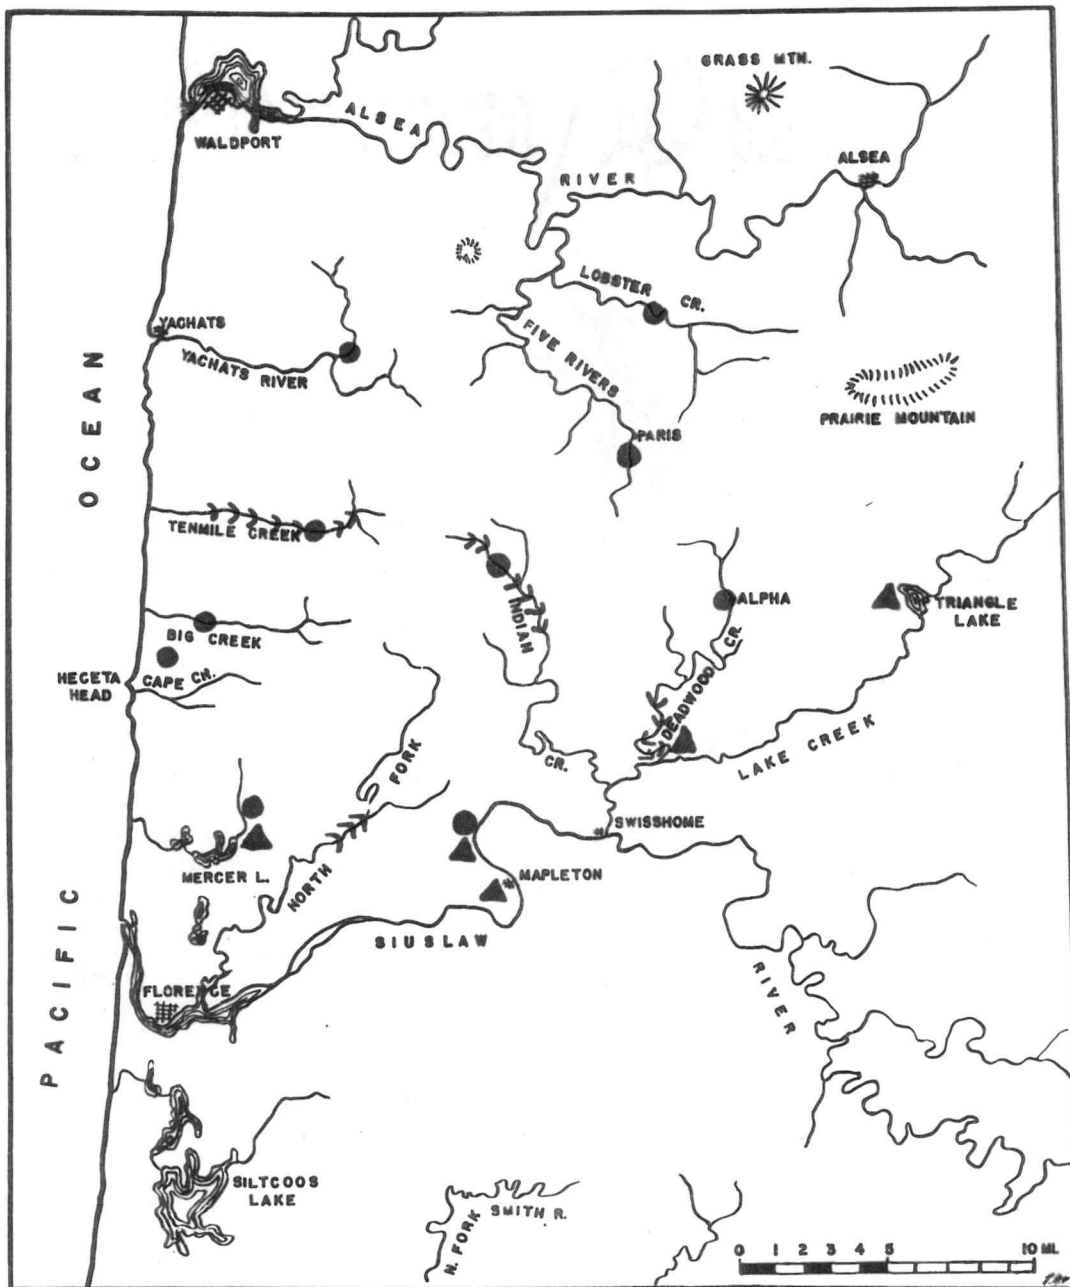 GRASS MTN.
ALSEA
WALDPORT
ALSEA
RIVER
LOBSTER CR.
YACHATS
YACHATS RIVER
FIVE RIVERS
PRAIRIE MOUNTAIN
PARIS
OCEAN
TENMILE CREEK
INDIAN
ALPHA
TRIANGLE
LAKE
BIG CREEK
CR.
DEADWOOD
HECETA
HEAD
CAPE CR.
FORK
CR.
LAKE CREEK
SWISSHOME
MERCER L.
NORTH
MAPLETON
SIUSLAW
FLORENCE
RIVER
PACIFIC
SILTCOOS
LAKE
SMITH R.
N. FORK
0 1 2 3 4 5 10 MI.